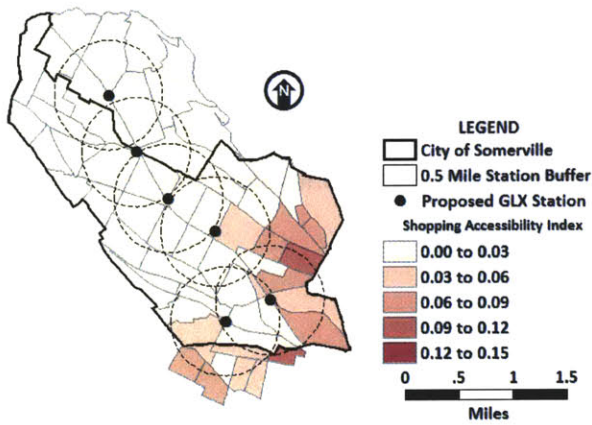 N
LEGEND
City of Somerville
0.5 Mile Station Buffer
Proposed GLX Station
Shopping Accessibility Index
0.00 to 0.03
0.03 to 0.06
0.06 to 0.09
0.09 to 0.12
0.12 to 0.15
0 .5 1 1.5
Miles